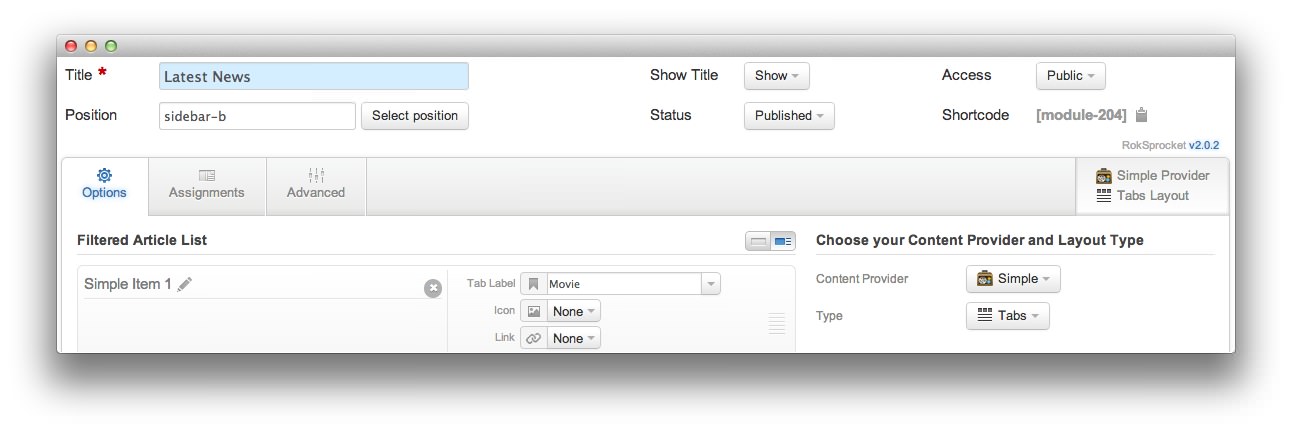 Title * Latest News Show Title Show Access Public
Position sidebar-b Select position Status Published Shortcode [module-204]
RokSprocket v2.0.2
Options Assignments Advanced
Simple Provider
Tabs Layout
Filtered Article List
Choose your Content Provider and Layout Type
Simple Item 1
Tab Label Movie
Icon None
Link None
Content Provider Simple
Type Tabs